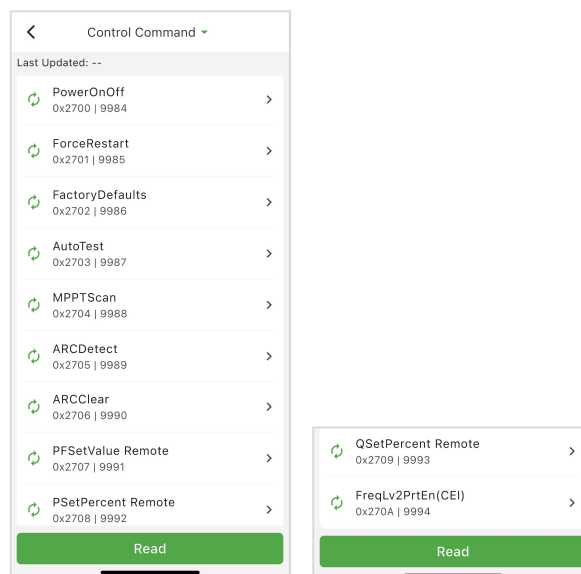 Control Command
Last Updated: --
PowerOnOff
0x2700 | 9984
ForceRestart
0x2701 | 9985
FactoryDefaults
0x2702 | 9986
AutoTest
0x2703 | 9987
MPPTScan
0x2704 | 9988
ARCDetect
0x2705 | 9989
ARCClear
0x2706 | 9990
PFSetValue Remote
0x2707 | 9991
PSetPercent Remote
0x2708 | 9992
Read
QSetPercent Remote
0x2709 | 9993
FreqLv2PrtEn(CEI)
0x270A | 9994
Read